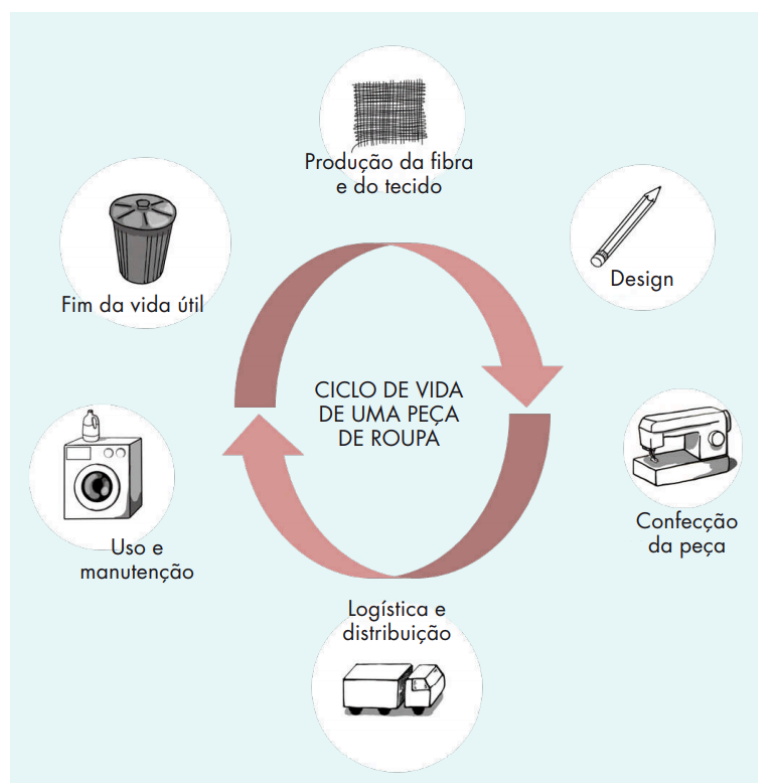 Produção da fibra
e do tecido
Design
Confecção
da peça
Logística e
distribuição
Uso e
manutenção
Fim da vida útil
CICLO DE VIDA
DE UMA PEÇA
DE ROUPA